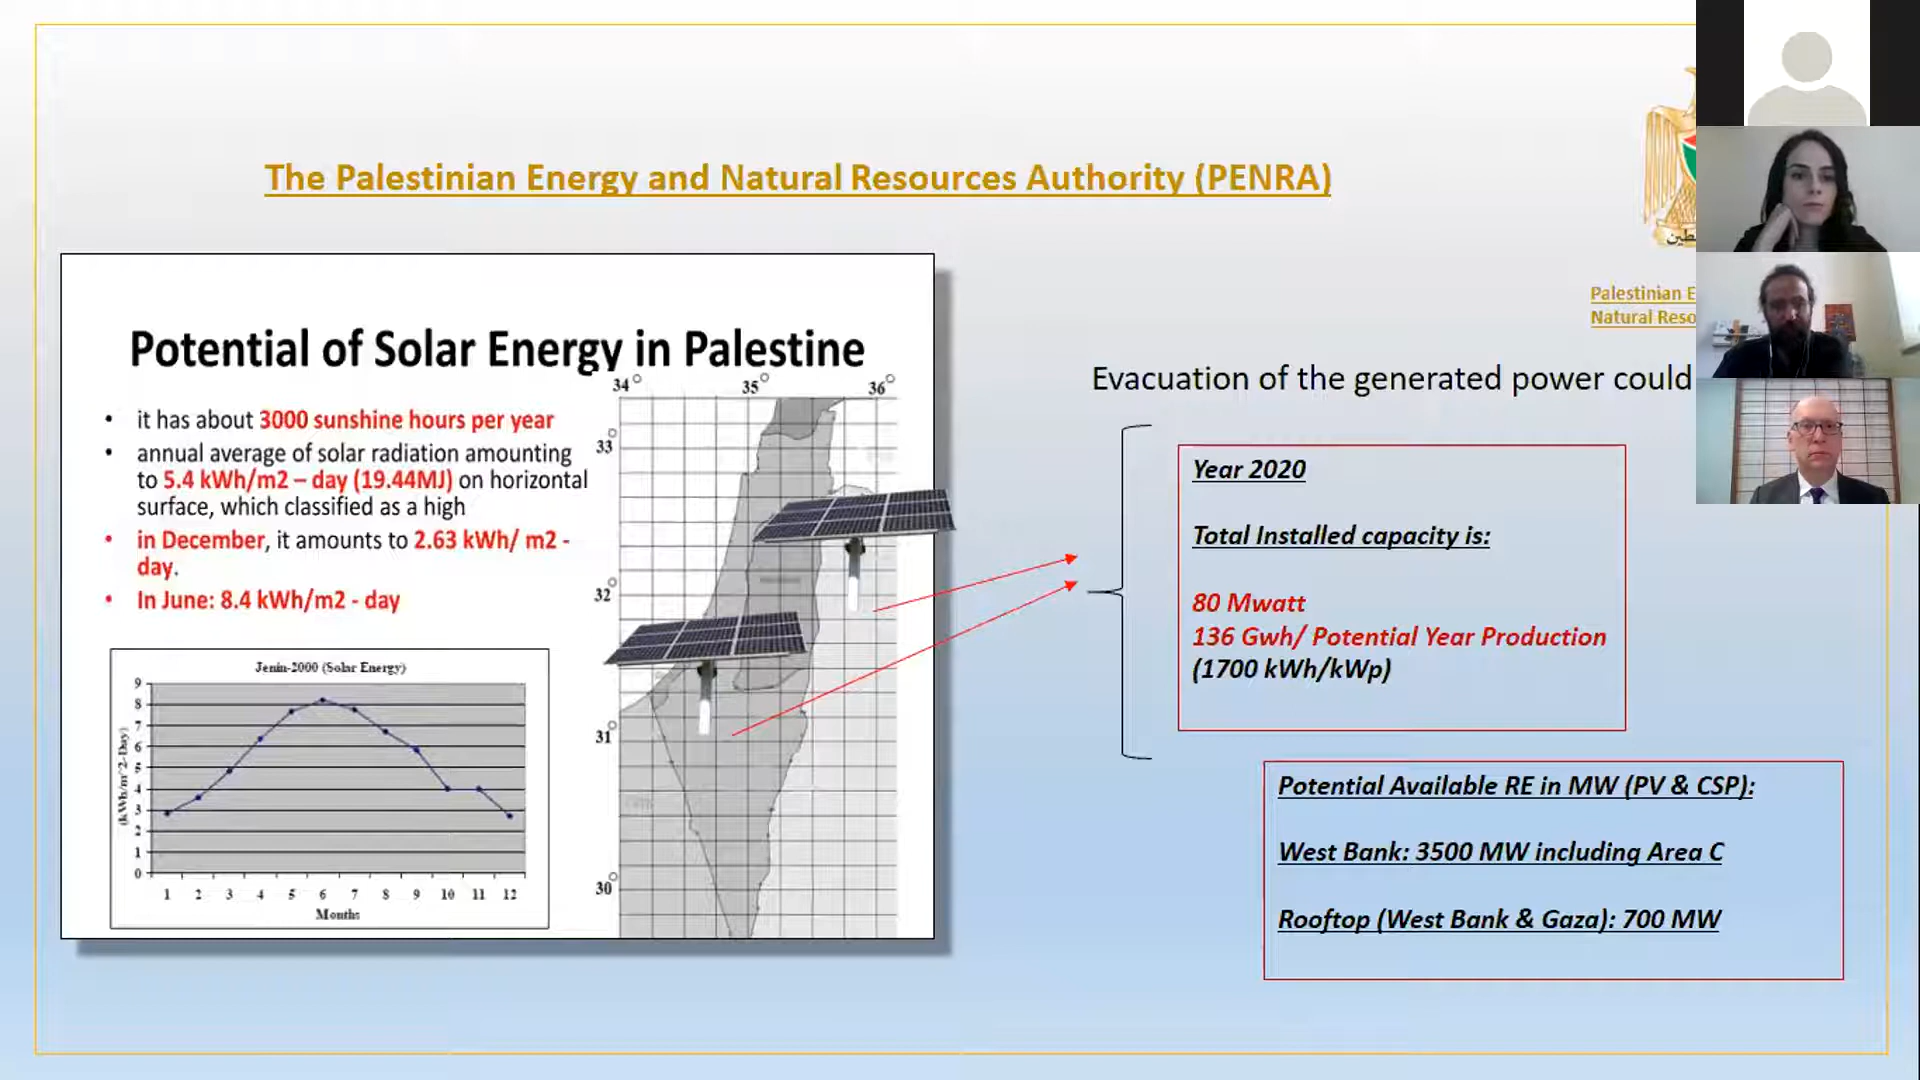 The Palestinian Energy and Natural Resources Authority (PENRA)
فلسطين
Palestinian E
Natural Reso
Potential of Solar Energy in Palestine
• it has about 3000 sunshine hours per year
• annual average of solar radiation amounting
to 5.4 kWh/m2 – day (19.44MJ) on horizontal
surface, which classified as a high
• in December, it amounts to 2.63 kWh/ m2 -
day.
• In June: 8.4 kWh/m2 - day
Jenin-2000 (Solar Energy)
(kWh/m^2-Day)
9
8
7
6
5
4
3
2
1
0
1 2 3 4 5 6 7 8 9 10 11 12
Months
34° 35° 36°
33°
32°
31°
30°
Evacuation of the generated power could
Year 2020
Total Installed capacity is:
80 Mwatt
136 Gwh/ Potential Year Production
(1700 kWh/kWp)
Potential Available RE in MW (PV & CSP):
West Bank: 3500 MW including Area C
Rooftop (West Bank & Gaza): 700 MW